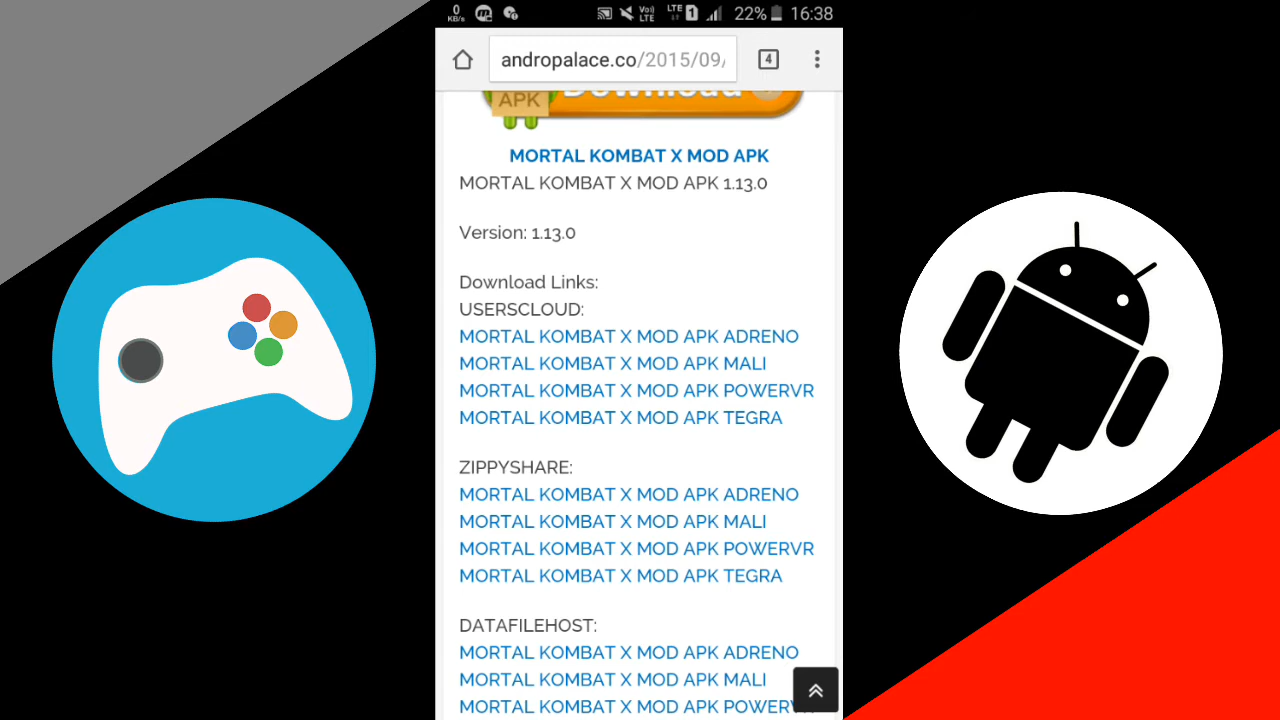 0
KB/s
Vo)
LTE
LTE
1
22%
16:38
andropalace.co/2015/09/
4
APK
Download
MORTAL KOMBAT X MOD APK
MORTAL KOMBAT X MOD APK 1.13.0
Version: 1.13.0
Download Links:
USERSCLOUD:
MORTAL KOMBAT X MOD APK ADRENO
MORTAL KOMBAT X MOD APK MALI
MORTAL KOMBAT X MOD APK POWERVR
MORTAL KOMBAT X MOD APK TEGRA
ZIPPYSHARE:
MORTAL KOMBAT X MOD APK ADRENO
MORTAL KOMBAT X MOD APK MALI
MORTAL KOMBAT X MOD APK POWERVR
MORTAL KOMBAT X MOD APK TEGRA
DATAFILEHOST:
MORTAL KOMBAT X MOD APK ADRENO
MORTAL KOMBAT X MOD APK MALI
MORTAL KOMBAT X MOD APK POWERVR